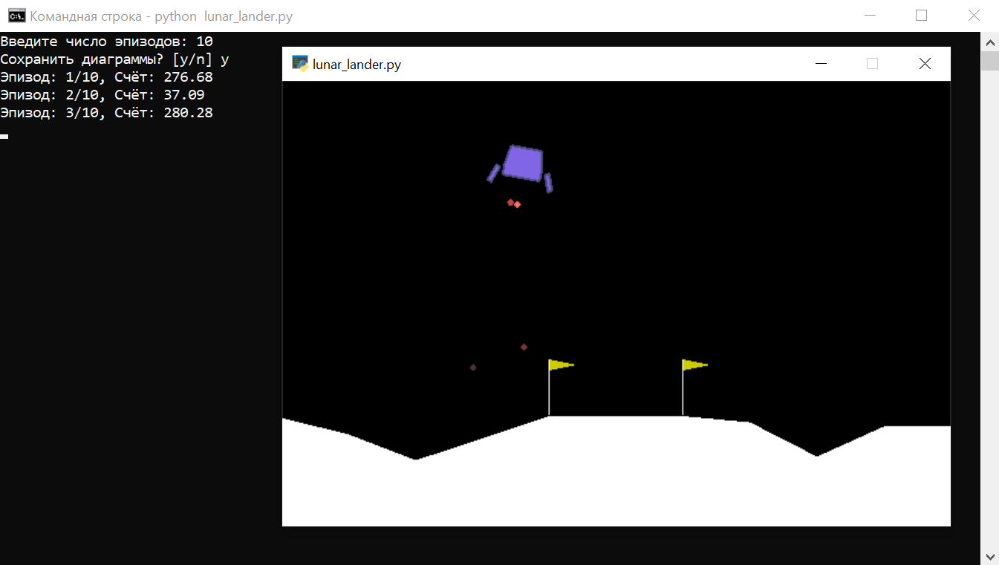 Командная строка - python  lunar_lander.py
Введите число эпизодов: 10
Сохранить диаграммы? [y/n] y
Эпизод: 1/10, Счёт: 276.68
Эпизод: 2/10, Счёт: 37.09
Эпизод: 3/10, Счёт: 280.28
lunar_lander.py